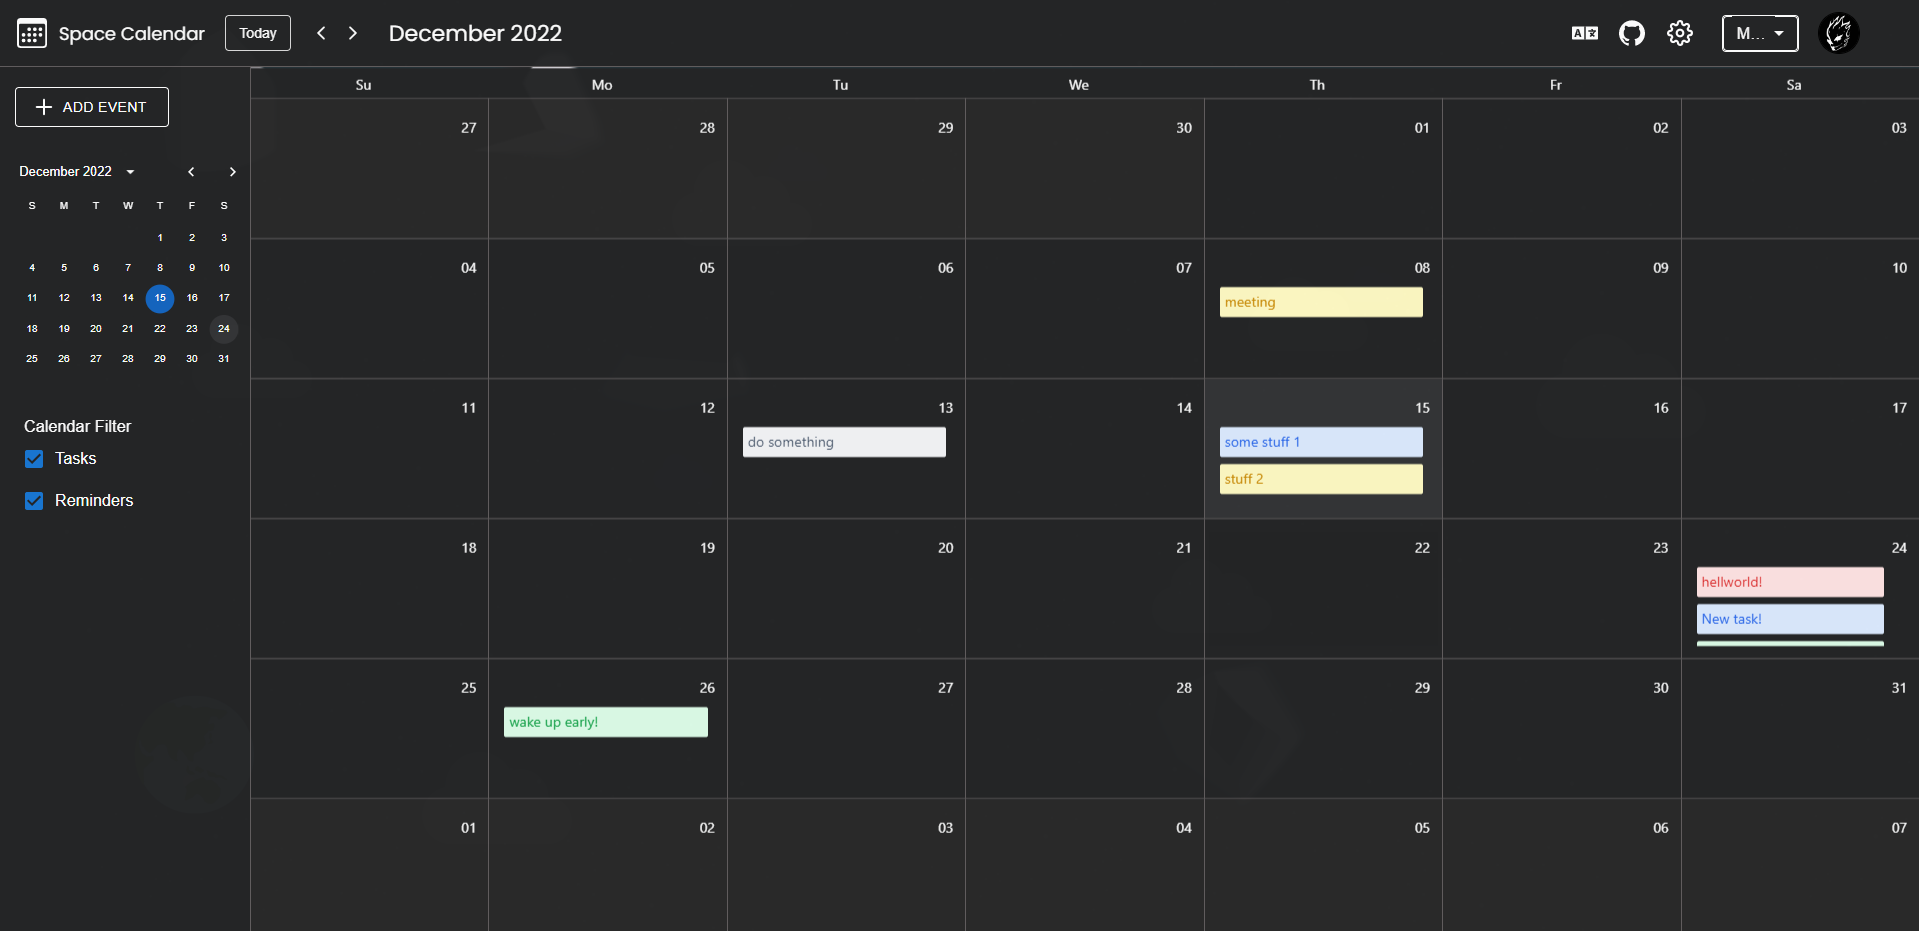 Space Calendar Today December 2022 M...
ADD EVENT
December 2022
S M T W T F S
1 2 3
4 5 6 7 8 9 10
11 12 13 14 15 16 17
18 19 20 21 22 23 24
25 26 27 28 29 30 31
Calendar Filter
Tasks
Reminders
Su Mo Tu We Th Fr Sa
27 28 29 30 01 02 03
04 05 06 07 08 09 10
meeting
11 12 13 14 15 16 17
do something some stuff 1
stuff 2
18 19 20 21 22 23 24
hellworld!
New task!
25 26 27 28 29 30 31
wake up early!
01 02 03 04 05 06 07